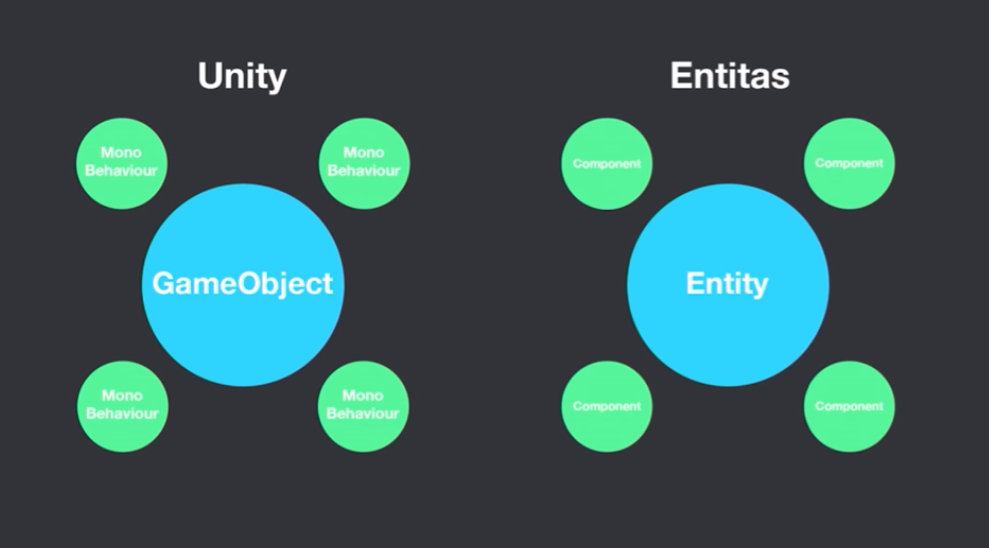 Unity
Mono
Behaviour
Mono
Behaviour
GameObject
Mono
Behaviour
Mono
Behaviour
Entitas
Component
Component
Entity
Component
Component